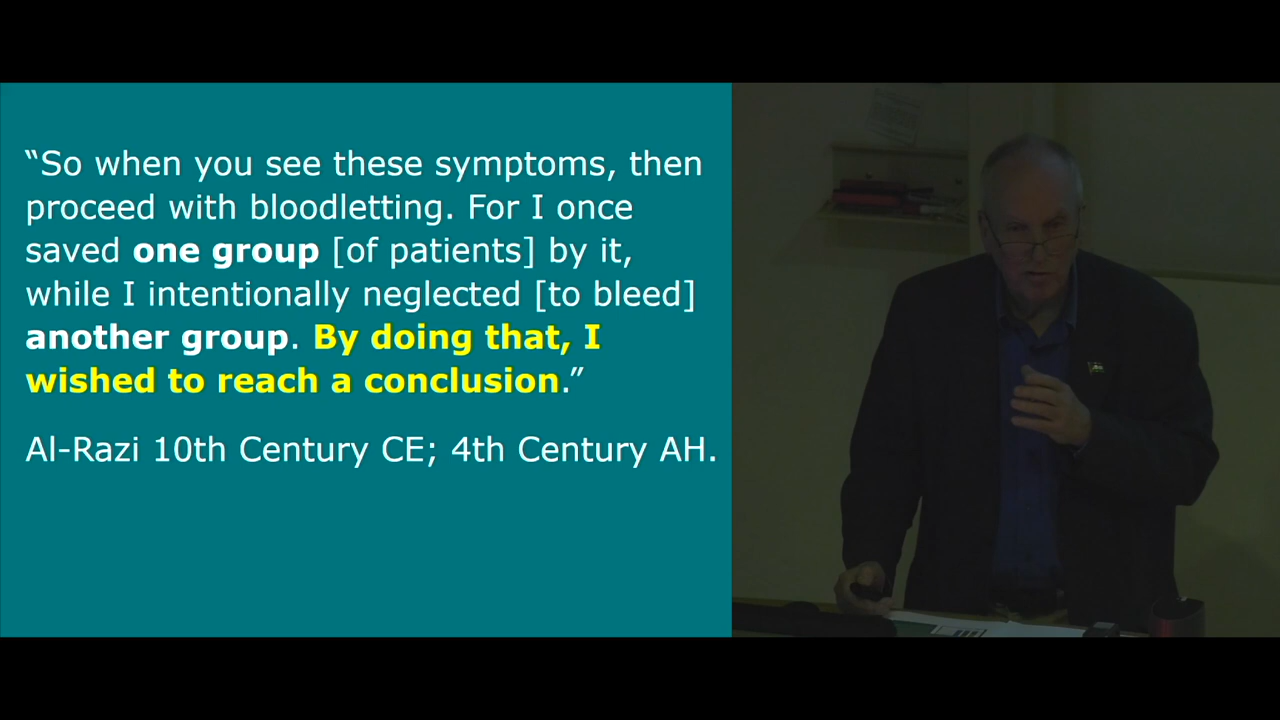 “So when you see these symptoms, then
proceed with bloodletting. For I once
saved one group [of patients] by it,
while I intentionally neglected [to bleed]
another group. By doing that, I
wished to reach a conclusion.”
Al-Razi 10th Century CE; 4th Century AH.